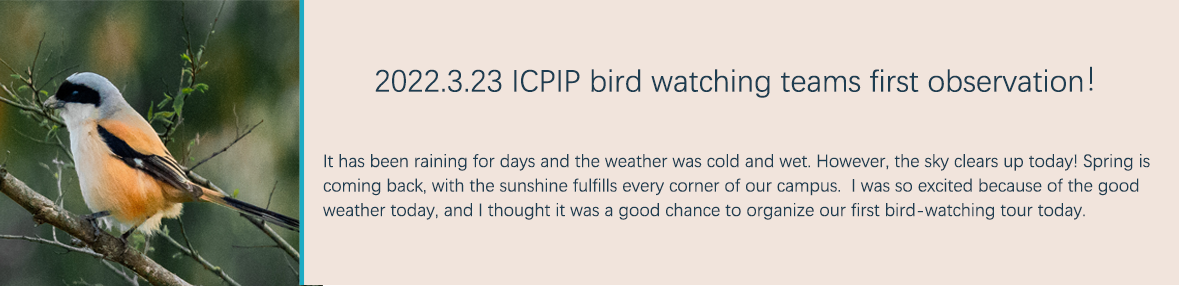 2022.3.23 ICPIP bird watching teams first observation!
It has been raining for days and the weather was cold and wet. However, the sky clears up today! Spring is
coming back, with the sunshine fulfills every corner of our campus.  I was so excited because of the good
weather today, and I thought it was a good chance to organize our first bird-watching tour today.